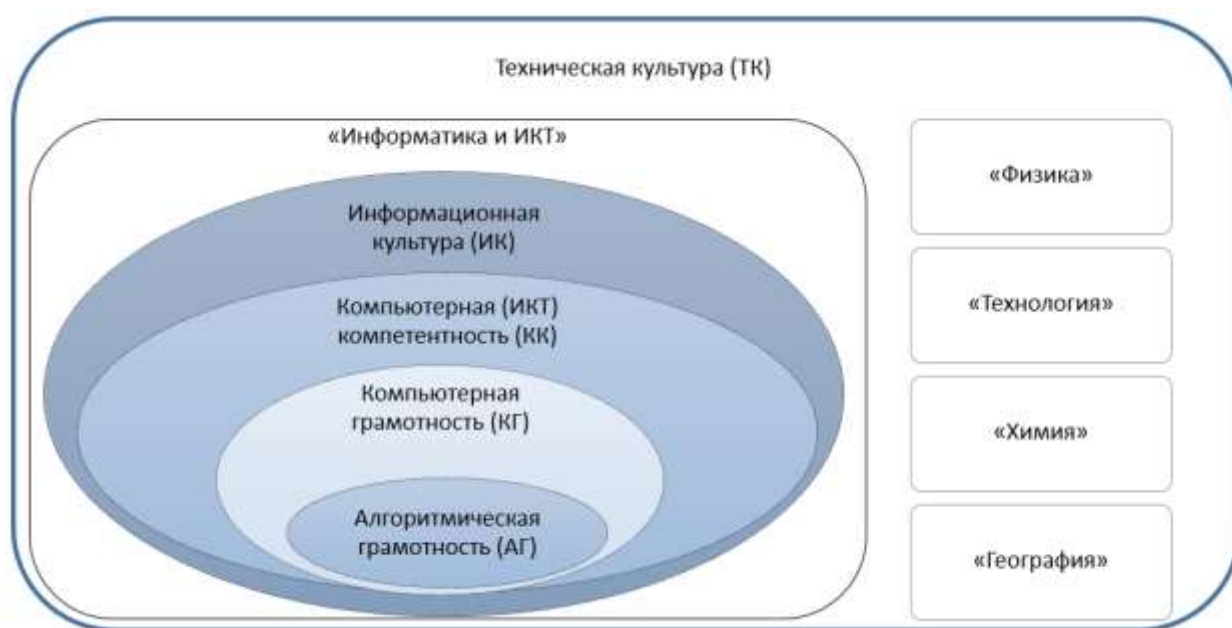 Техническая культура (ТК)
«Информатика и ИКТ»
Информационная
культура (ИК)
Компьютерная (ИКТ)
компетентность (КК)
Компьютерная
грамотность (КГ)
Алгоритмическая
грамотность (АГ)
«Физика»
«Технология»
«Химия»
«География»